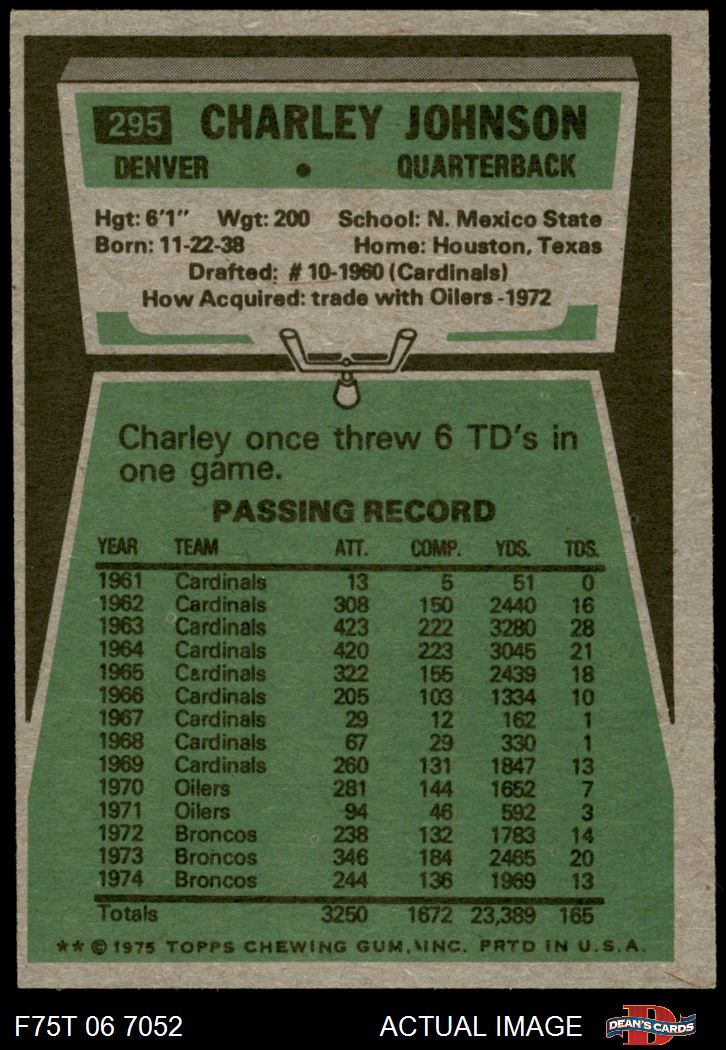 295 CHARLEY JOHNSON
DENVER • QUARTERBACK
Hgt: 6'1" Wgt: 200 School: N. Mexico State
Born: 11-22-38 Home: Houston, Texas
Drafted: #10-1960 (Cardinals)
How Acquired: trade with Oilers -1972
Charley once threw 6 TD's in
one game.
PASSING RECORD
YEAR TEAM ATT. COMP. YDS. TDS.
1961 Cardinals 13 5 51 0
1962 Cardinals 308 150 2440 16
1963 Cardinals 423 222 3280 28
1964 Cardinals 420 223 3045 21
1965 Cardinals 322 155 2439 18
1966 Cardinals 205 103 1334 10
1967 Cardinals 29 12 162 1
1968 Cardinals 67 29 330 1
1969 Cardinals 260 131 1847 13
1970 Oilers 281 144 1652 7
1971 Oilers 94 46 592 3
1972 Broncos 238 132 1783 14
1973 Broncos 346 184 2465 20
1974 Broncos 244 136 1969 13
Totals 3250 1672 23,389 165
** © 1975 TOPPS CHEWING GUM, INC. PRTD IN U.S.A.
F75T 06 7052 ACTUAL IMAGE D DEAN'S CARDS